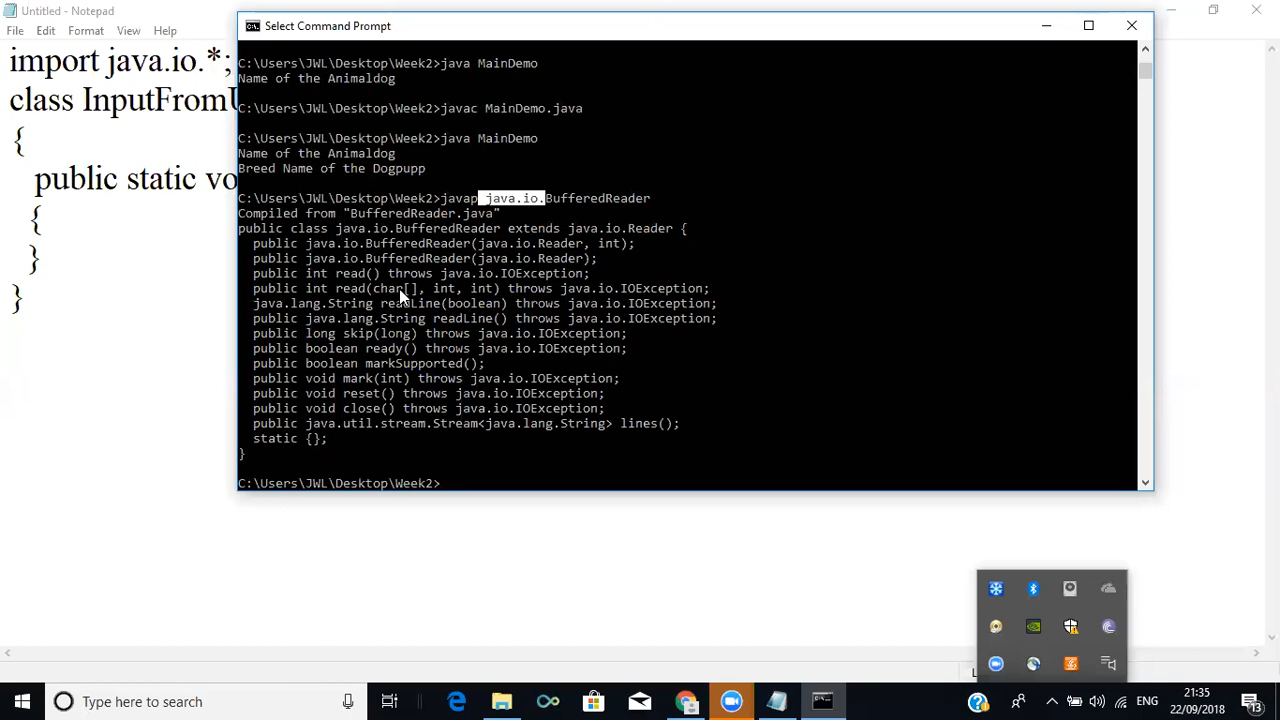 Untitled - Notepad
File Edit Format View Help
import java.io.*;
class InputFromU
{
public static vo
{
}
}
Select Command Prompt
C:\Users\JWL\Desktop\Week2>java MainDemo
Name of the Animaldog
C:\Users\JWL\Desktop\Week2>javac MainDemo.java
C:\Users\JWL\Desktop\Week2>java MainDemo
Name of the Animaldog
Breed Name of the Dogpupp
C:\Users\JWL\Desktop\Week2>javap java.io.BufferedReader
Compiled from "BufferedReader.java"
public class java.io.BufferedReader extends java.io.Reader {
public java.io.BufferedReader(java.io.Reader, int);
public java.io.BufferedReader(java.io.Reader);
public int read() throws java.io.IOException;
public int read(char[], int, int) throws java.io.IOException;
java.lang.String readLine(boolean) throws java.io.IOException;
public java.lang.String readLine() throws java.io.IOException;
public long skip(long) throws java.io.IOException;
public boolean ready() throws java.io.IOException;
public boolean markSupported();
public void mark(int) throws java.io.IOException;
public void reset() throws java.io.IOException;
public void close() throws java.io.IOException;
public java.util.stream.Stream<java.lang.String> lines();
static {};
}
C:\Users\JWL\Desktop\Week2>
Type here to search
ENG
21:35
22/09/2018
13